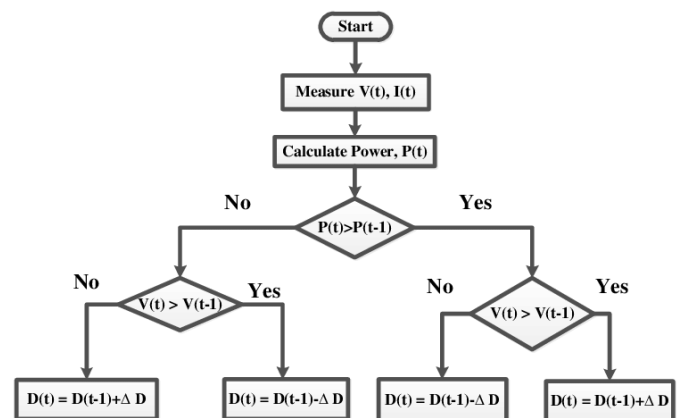 Start
Measure V(t), I(t)
Calculate Power, P(t)
No
Yes
P(t)>P(t-1)
No
Yes
No
Yes
V(t) > V(t-1)
V(t) > V(t-1)
D(t) = D(t-1)+Δ D
D(t) = D(t-1)-Δ D
D(t) = D(t-1)-Δ D
D(t) = D(t-1)+Δ D